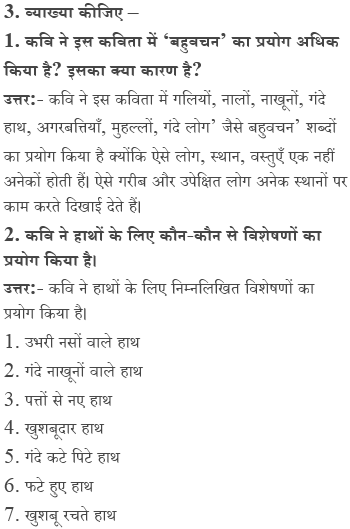 3. व्याख्या कीजिए –
1. कवि ने इस कविता में ‘बहुवचन’ का प्रयोग अधिक
किया है? इसका क्या कारण है?
उत्तर:- कवि ने इस कविता में गलियों, नालों, नाखूनों, गंदे
हाथ, अगरबत्तियाँ, मुहल्लों, गंदे लोग’ जैसे बहुवचन’ शब्दों
का प्रयोग किया है क्योंकि ऐसे लोग, स्थान, वस्तुएँ एक नहीं
अनेकों होती हैं। ऐसे गरीब और उपेक्षित लोग अनेक स्थानों पर
काम करते दिखाई देते हैं।
2. कवि ने हाथों के लिए कौन-कौन से विशेषणों का
प्रयोग किया है।
उत्तर:- कवि ने हाथों के लिए निम्नलिखित विशेषणों का
प्रयोग किया है।
1. उभरी नसों वाले हाथ
2. गंदे नाखूनों वाले हाथ
3. पत्तों से नए हाथ
4. खुशबूदार हाथ
5. गंदे कटे पिटे हाथ
6. फटे हुए हाथ
7. खुशबू रचते हाथ